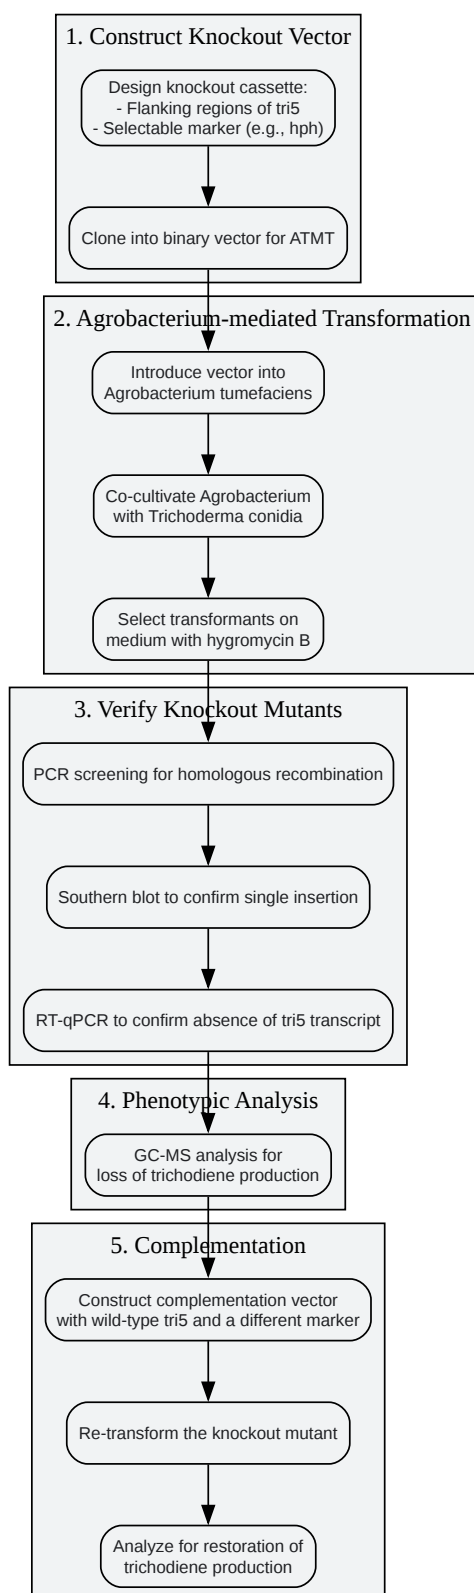 1. Construct Knockout Vector
Design knockout cassette:
- Flanking regions of tri5
- Selectable marker (e.g., hph)
Clone into binary vector for ATMT
2. Agrobacterium-mediated Transformation
Introduce vector into
Agrobacterium tumefaciens
Co-cultivate Agrobacterium
with Trichoderma conidia
Select transformants on
medium with hygromycin B
3. Verify Knockout Mutants
PCR screening for homologous recombination
Southern blot to confirm single insertion
RT-qPCR to confirm absence of tri5 transcript
4. Phenotypic Analysis
GC-MS analysis for
loss of trichodiene production
5. Complementation
Construct complementation vector
with wild-type tri5 and a different marker
Re-transform the knockout mutant
Analyze for restoration of
trichodiene production